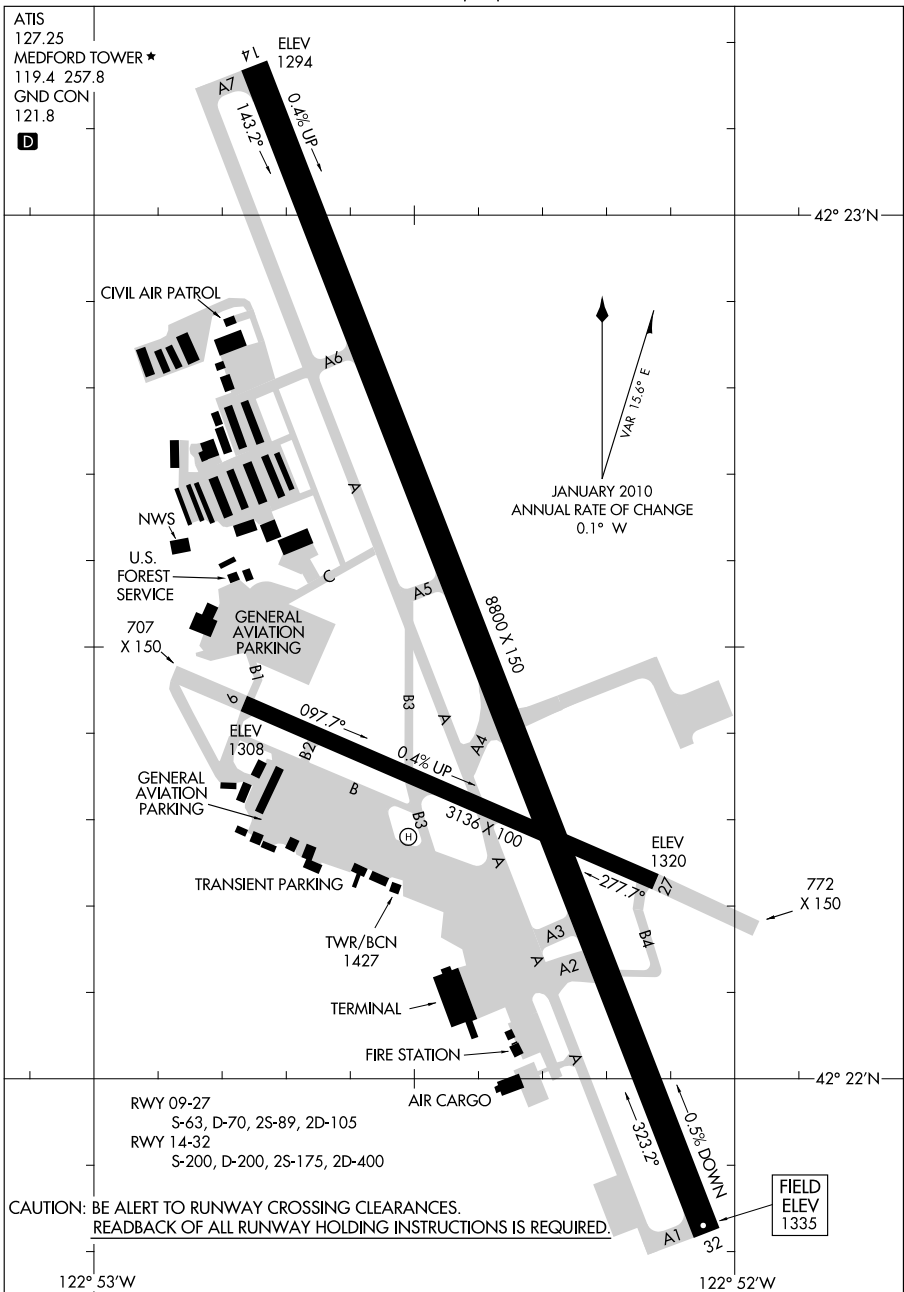 ATIS
127.25
MEDFORD TOWER ★
119.4 257.8
GND CON
121.8
D
14
ELEV
1294
A7
143.2°
0.4% UP
42° 23'N
CIVIL AIR PATROL
A6
VAR 15.6° E
JANUARY 2010
ANNUAL RATE OF CHANGE
0.1° W
A
NWS
U.S.
FOREST
SERVICE
C
A5
8800 X 150
GENERAL
AVIATION
PARKING
707
X 150
B1
9
097.7°
B3
A
A4
ELEV
1308
B2
0.4% UP
GENERAL
AVIATION
PARKING
B
B3
3136 X 100
H
A
ELEV
1320
27
277.7°
772
X 150
TRANSIENT PARKING
TWR/BCN
1427
A3
B4
A
A2
TERMINAL
FIRE STATION
A
42° 22'N
AIR CARGO
RWY 09-27
S-63, D-70, 2S-89, 2D-105
RWY 14-32
S-200, D-200, 2S-175, 2D-400
323.2°
0.5% DOWN
CAUTION: BE ALERT TO RUNWAY CROSSING CLEARANCES.
READBACK OF ALL RUNWAY HOLDING INSTRUCTIONS IS REQUIRED.
FIELD
ELEV
1335
A1
32
122° 53'W
122° 52'W